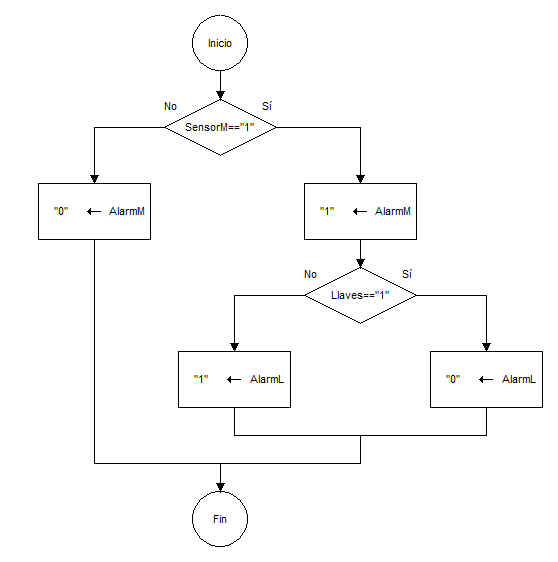 Inicio
No
Sí
SensorM=="1"
"0" ← AlarmM
"1" ← AlarmM
No
Sí
Llaves=="1"
"1" ← AlarmL
"0" ← AlarmL
Fin